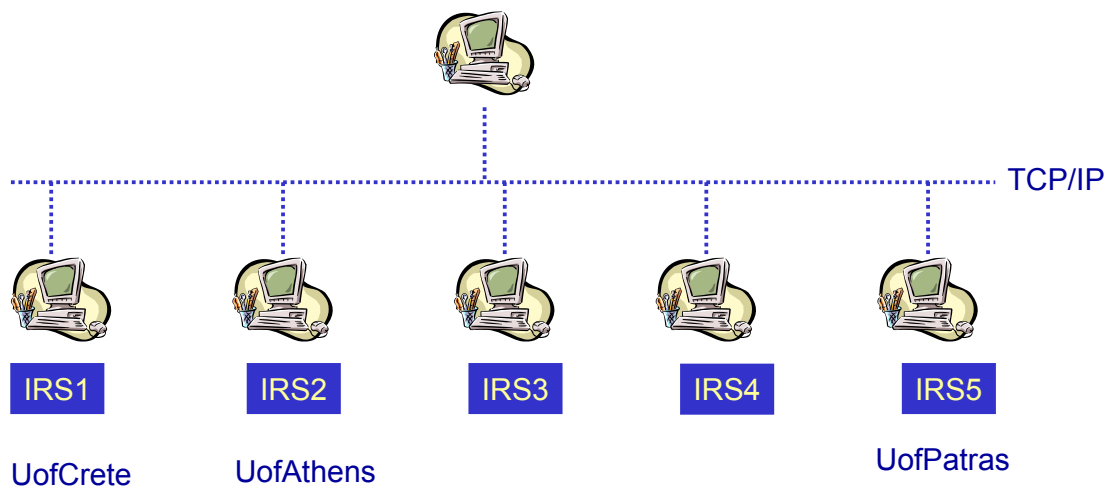 TCP/IP
IRS1
IRS2
IRS3
IRS4
IRS5
UofCrete
UofAthens
UofPatras